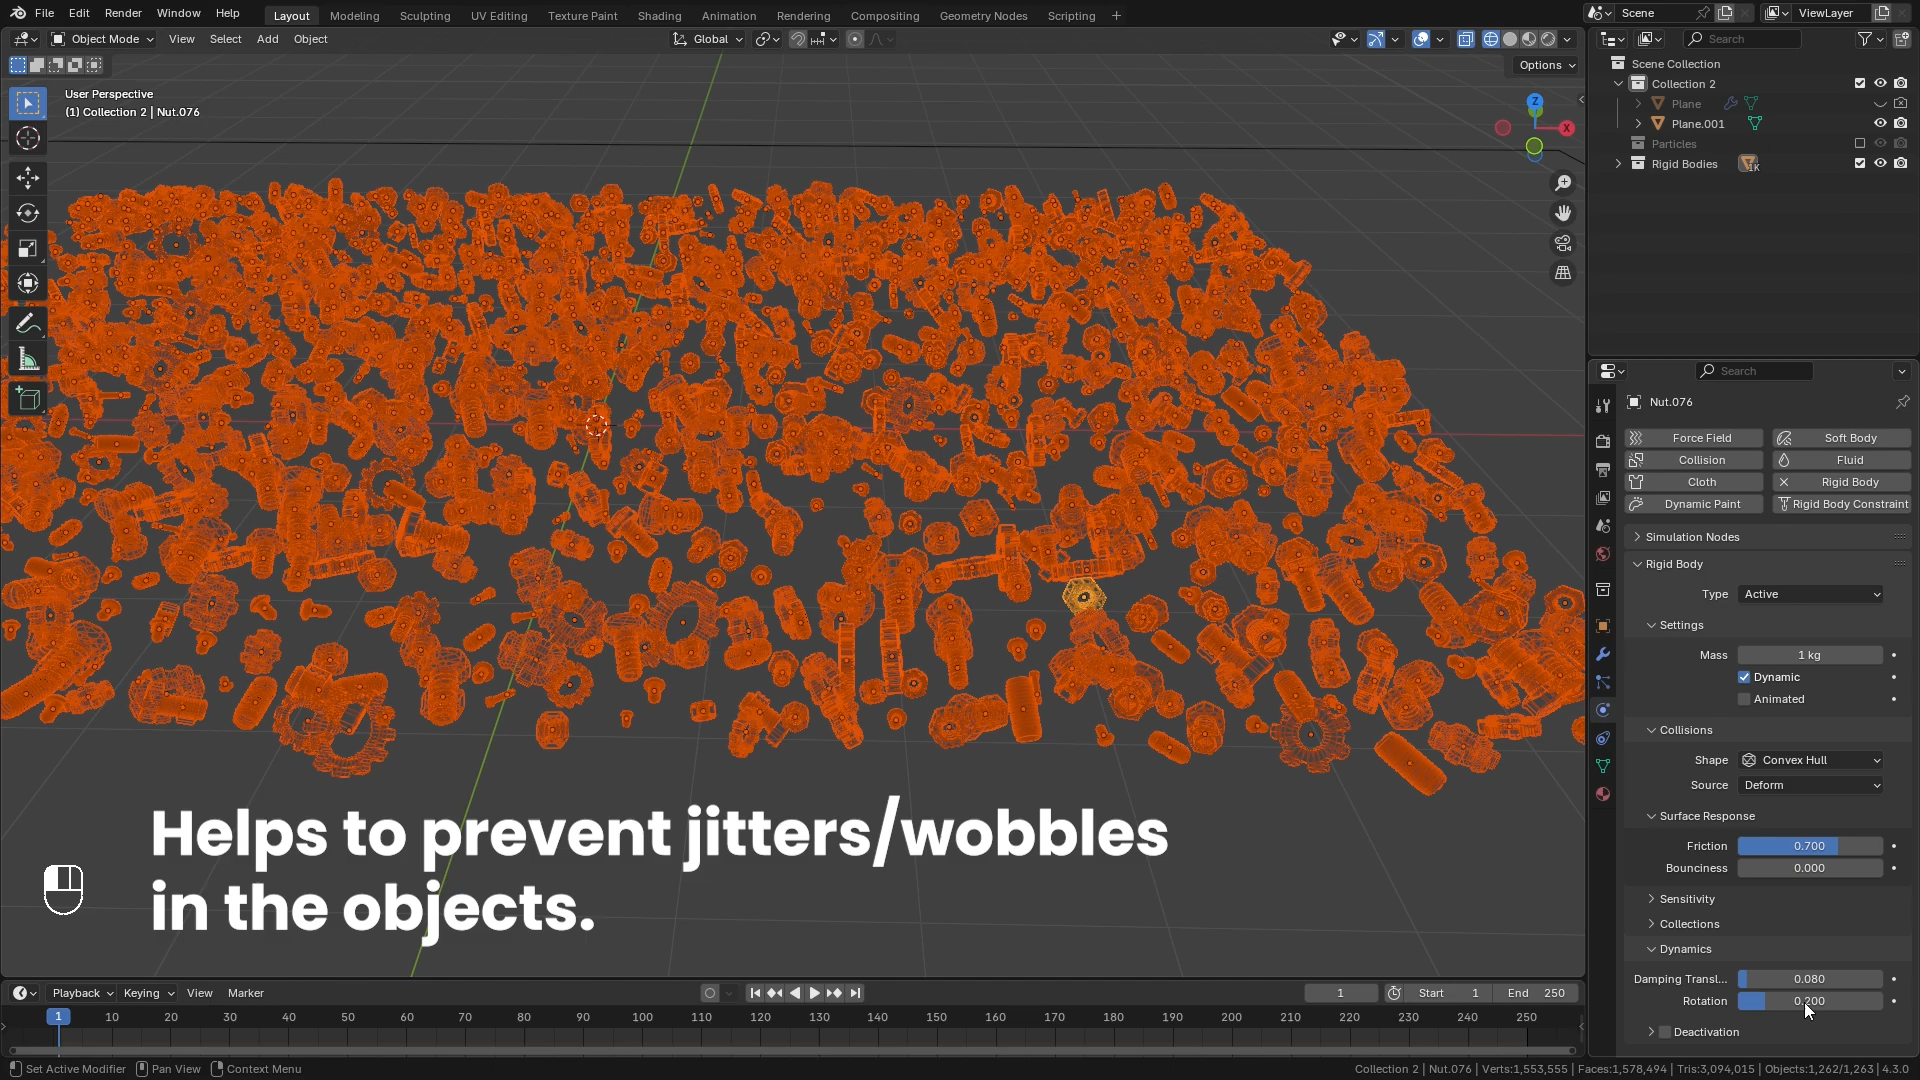 File Edit Render Window Help
Layout Modeling Sculpting UV Editing Texture Paint Shading Animation Rendering Compositing Geometry Nodes Scripting +
Scene ViewLayer
Object Mode View Select Add Object
Global
Search
Options
User Perspective
(1) Collection 2 | Nut.076
Z
X
Scene Collection
Collection 2
Plane
Plane.001
Particles
Rigid Bodies 1K
Search
Nut.076
Force Field Soft Body
Collision Fluid
Cloth Rigid Body
Dynamic Paint Rigid Body Constraint
Simulation Nodes
Rigid Body
Type Active
Settings
Mass 1 kg
Dynamic
Animated
Collisions
Shape Convex Hull
Source Deform
Surface Response
Friction 0.700
Bounciness 0.000
Sensitivity
Collections
Dynamics
Damping Transl... 0.080
Rotation 0.200
Deactivation
Helps to prevent jitters/wobbles
in the objects.
Playback Keying View Marker
1 Start 1 End 250
1 10 20 30 40 50 60 70 80 90 100 110 120 130 140 150 160 170 180 190 200 210 220 230 240 250
Set Active Modifier Pan View Context Menu
Collection 2 | Nut.076 | Verts:1,553,555 | Faces:1,578,494 | Tris:3,094,015 | Objects:1,262/1,263 | 4.3.0